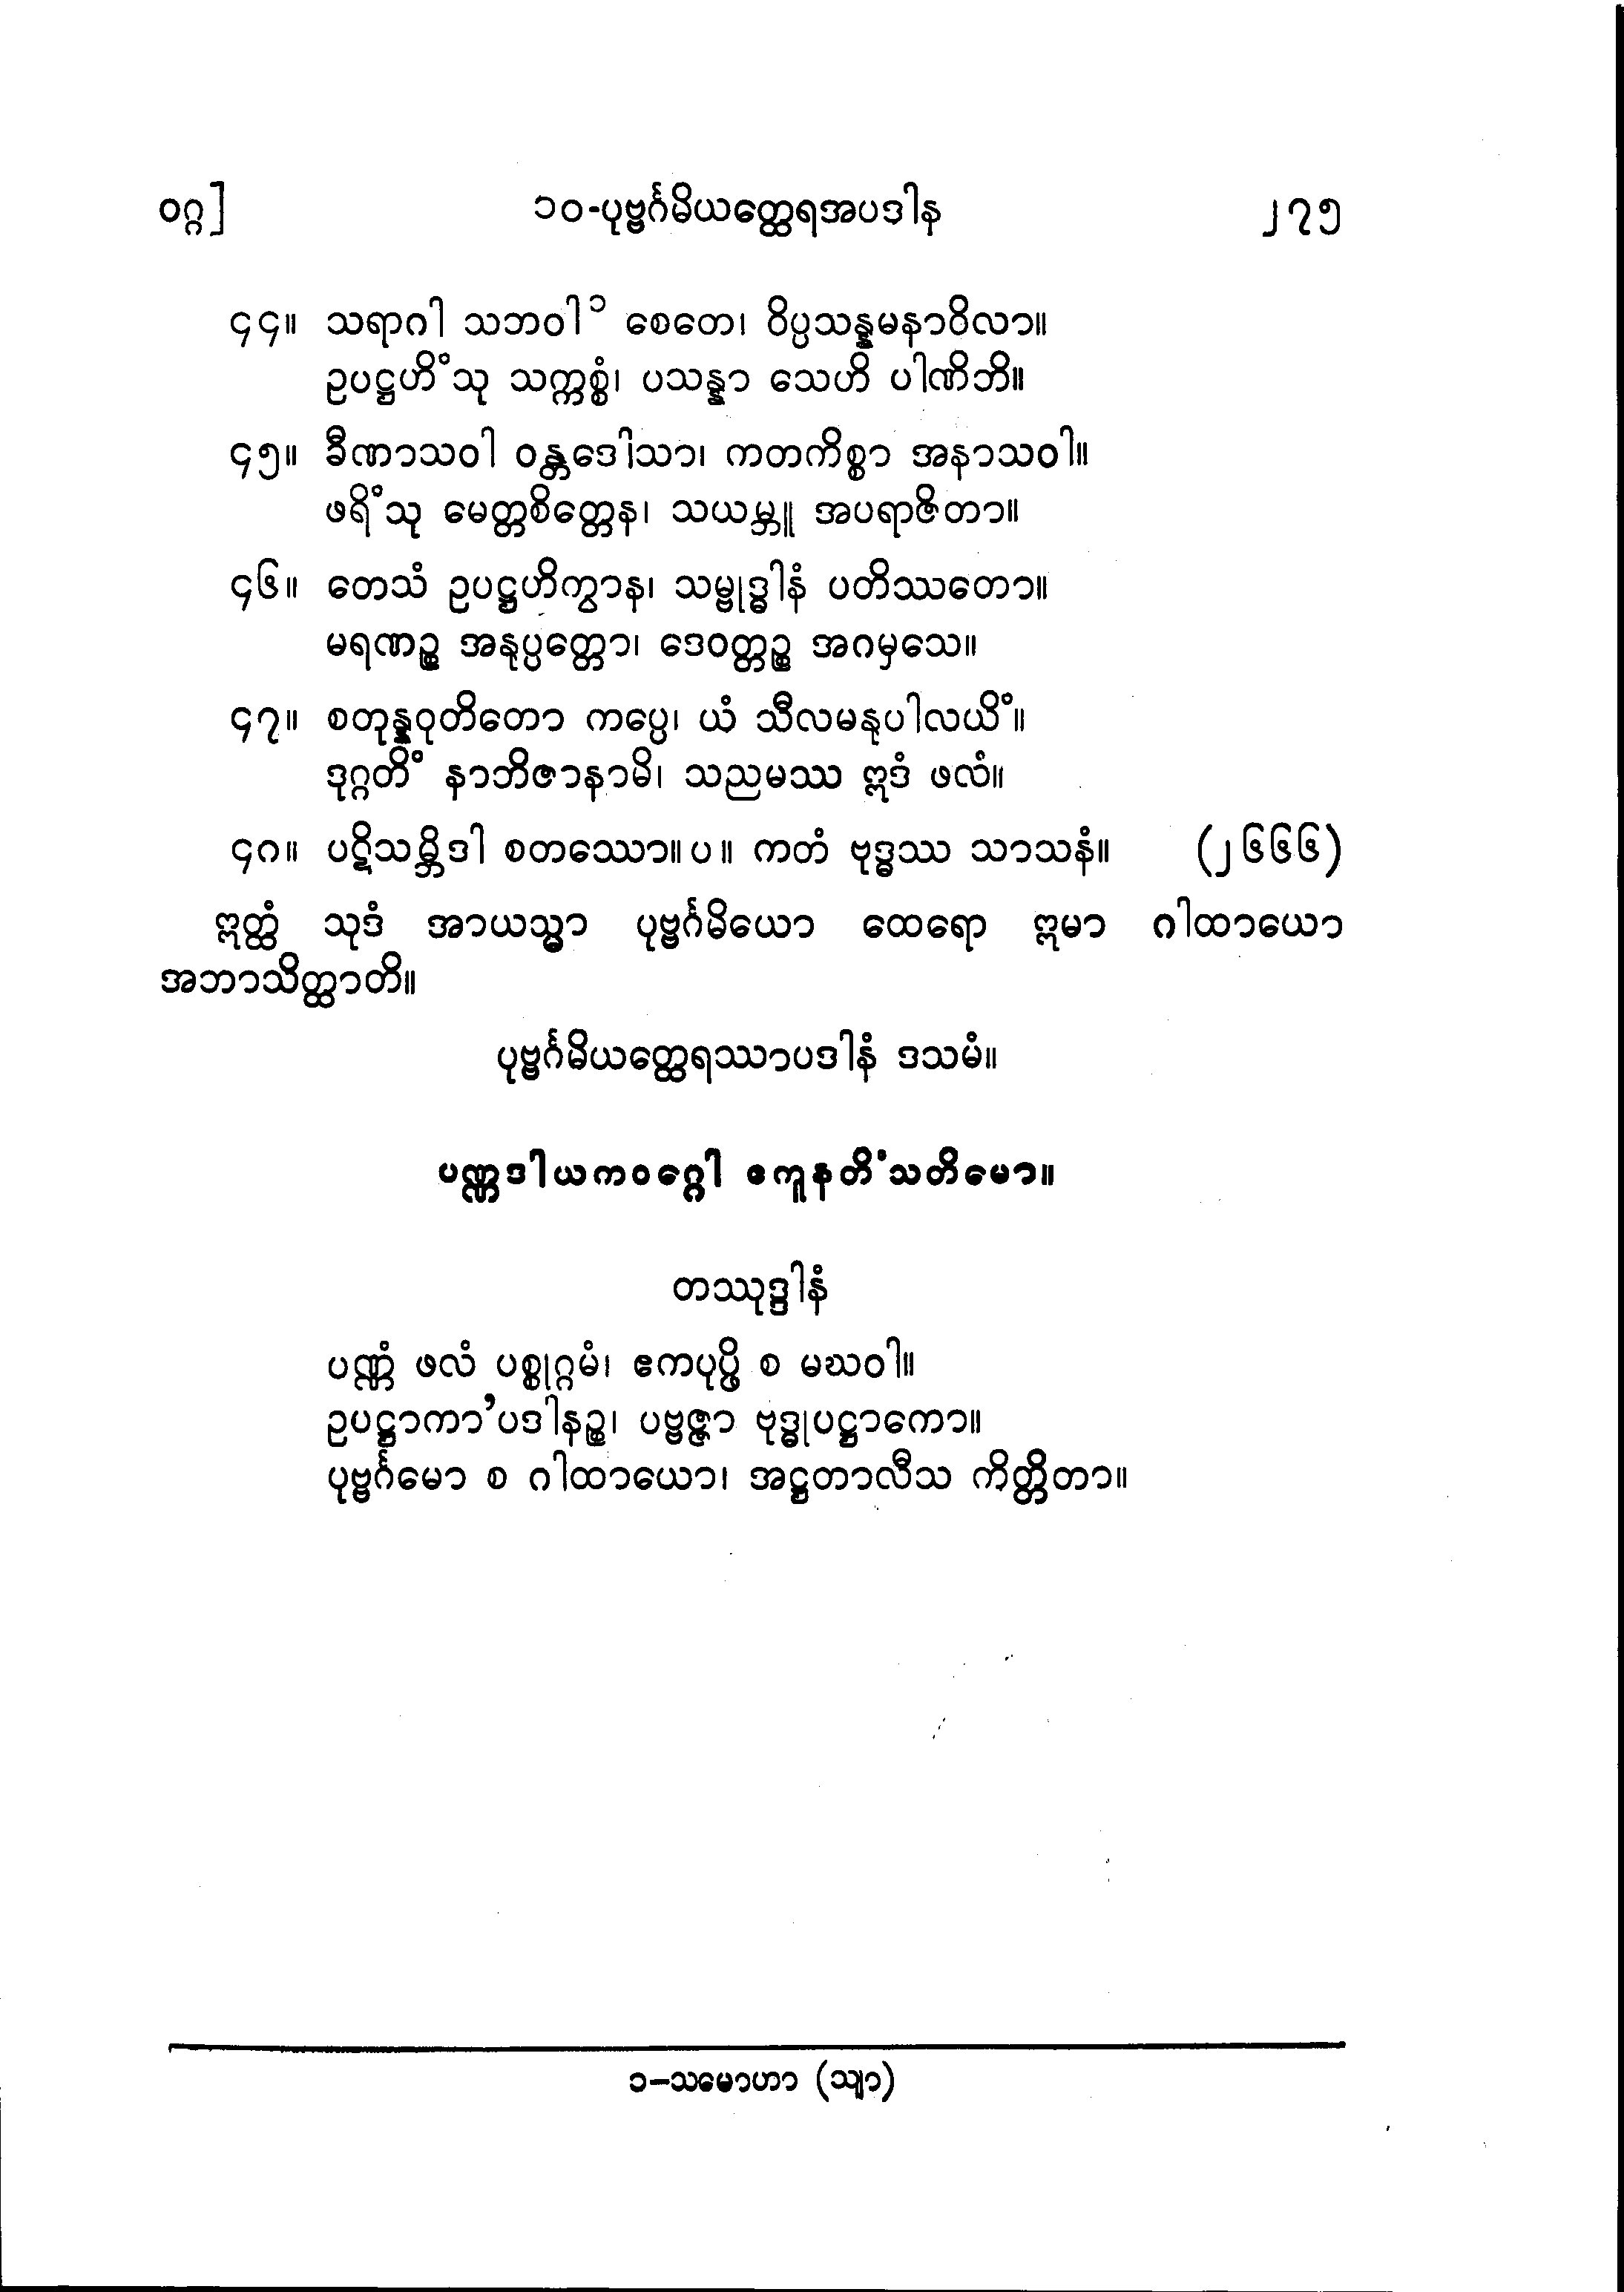 ဝဂ္ဂ] ၁၀-ပုဗ္ဗင်္ဂမိယတ္ထေရအပဒါန ၂၇၅
၄၄။ သရာဂါ သဘဝါ ၁ စေတေ၊ ဝိပ္ပသန္နမနာဝိလာ။
ဥပဋ္ဌဟိံသု သက္ကစ္စံ၊ ပသန္နာ သေဟိ ပါဏိဘိ။
၄၅။ ခီဏာသဝါ ဝန္တဒေါသာ၊ ကတကိစ္စာ အနာသဝါ။
ဖရိံသု မေတ္တစိတ္တေန၊ သယမ္ဘူ အပရာဇိတာ။
၄၆။ တေသံ ဥပဋ္ဌဟိကွာန၊ သမ္ဗုဒ္ဓါနံ ပတိဿတော။
မရဏဉ္စ အနုပ္ပတ္တော၊ ဒေဝတ္တဉ္စ အဂမှသေ။
၄၇။ စတုန္နဝုတိတော ကပ္ပေ၊ ယံ သီလမနုပါလယိံ။
ဒုဂ္ဂတိံ နာဘိဇာနာမိ၊ သညမဿ ဣဒံ ဖလံ။
၄ဂ။ ပဋိသမ္ဘိဒါ စတဿော။ပ။ ကတံ ဗုဒ္ဓဿ သာသနံ။ (၂၆၆၆)
ဣတ္ထံ သုဒံ အာယသ္မာ ပုဗ္ဗင်္ဂမိယော ထေရော ဣမာ ဂါထာယော
အဘာသိတ္ထာတိ။
ပုဗ္ဗင်္ဂမိယတ္ထေရဿာပဒါနံ ဒသမံ။
ပဏ္ဏဒါယကဝဂ္ဂေါ ဧကူနတိံသတိမော။
တဿုဒ္ဒါနံ
ပဏ္ဏံ ဖလံ ပစ္စုဂ္ဂမံ၊ ဧကပုပ္ဖိ စ မဃဝါ။
ဥပဋ္ဌာကာ’ပဒါနဉ္စ၊ ပဗ္ဗဇ္ဇာ ဗုဒ္ဓုပဋ္ဌာကော။
ပုဗ္ဗင်္ဂမော စ ဂါထာယော၊ အဋ္ဌတာလီသ ကိတ္တိတာ။
၁–သမောဟာ (သျာ)